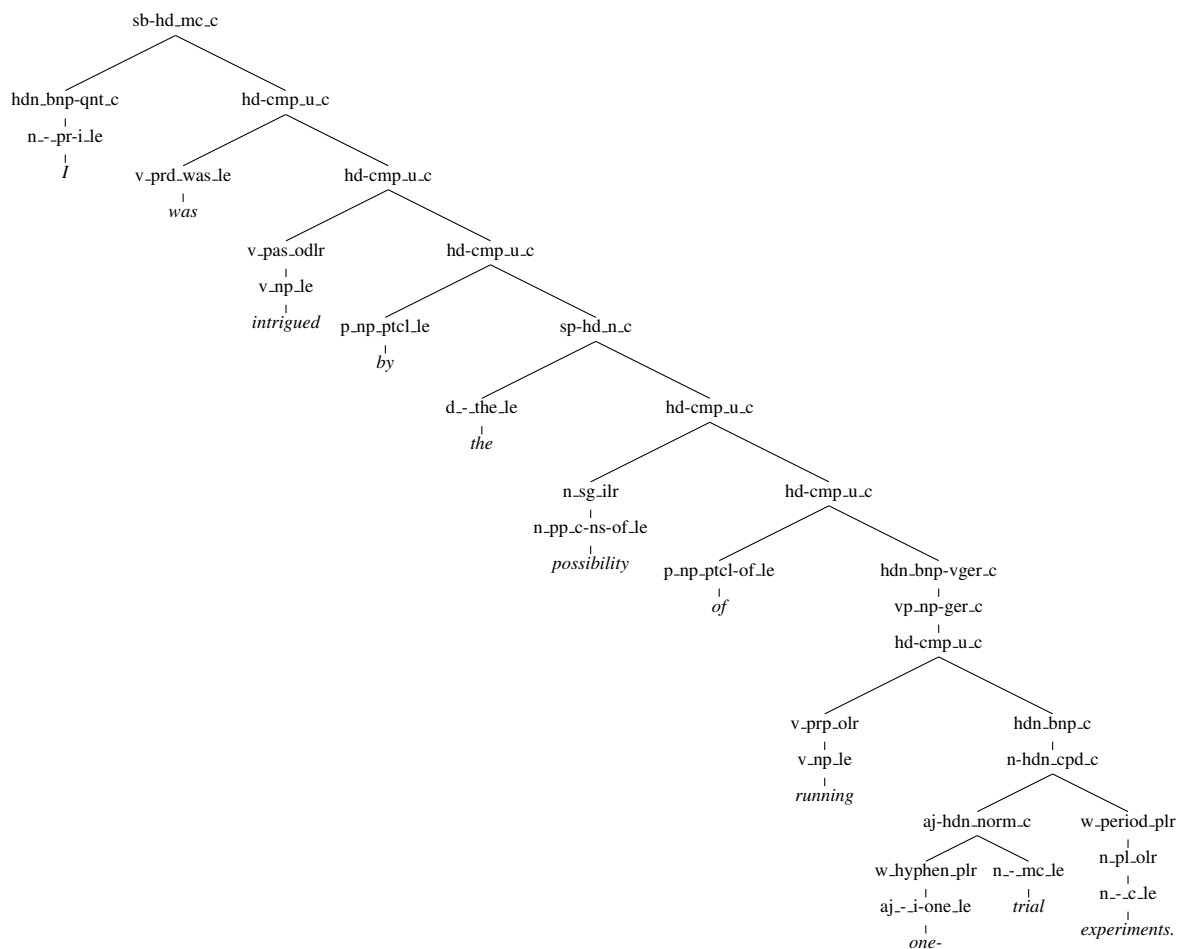 sb-hd_mc_c
hdn_bnp-qnt_c hd-cmp_u_c
n_-_pr-i_le
I v_prd_was_le hd-cmp_u_c
was
v_pas_odlr hd-cmp_u_c
v_np_le
intrigued p_np_ptcl_le sp-hd_n_c
by
d_-_the_le hd-cmp_u_c
the
n_sg_ilr hd-cmp_u_c
n_pp_c-ns-of_le
possibility p_np_ptcl-of_le hdn_bnp-vger_c
of vp_np-ger_c
hd-cmp_u_c
v_prp_olr hdn_bnp_c
v_np_le n-hdn_cpd_c
running
aj-hdn_norm_c w_period_plr
n_pl_olr
w_hyphen_plr n_-_mc_le
n_-_c_le
aj_-_i-one_le trial
experiments.
one-